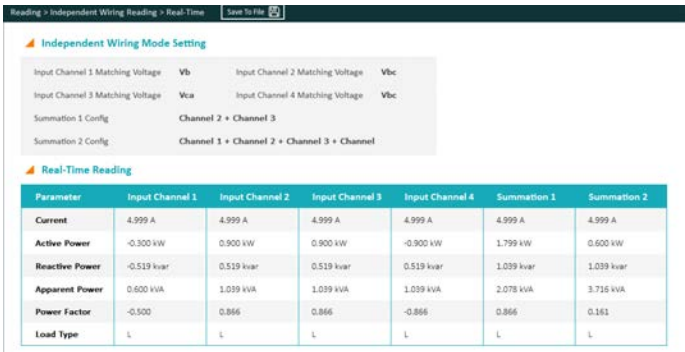 Reading > Independent Wiring Reading > Real-Time Save To File
Independent Wiring Mode Setting
Input Channel 1 Matching Voltage Vb Input Channel 2 Matching Voltage Vbc
Input Channel 3 Matching Voltage Vca Input Channel 4 Matching Voltage Vbc
Summation 1 Config Channel 2 + Channel 3
Summation 2 Config Channel 1 + Channel 2 + Channel 3 + Channel
Real-Time Reading
Parameter Input Channel 1 Input Channel 2 Input Channel 3 Input Channel 4 Summation 1 Summation 2
Current 4.999 A 4.999 A 4.999 A 4.999 A 4.999 A 4.999 A
Active Power -0.300 kW 0.900 kW 0.900 kW -0.900 kW 1.799 kW 0.600 kW
Reactive Power -0.519 kvar 0.519 kvar 0.519 kvar 0.519 kvar 1.039 kvar 1.039 kvar
Apparent Power 0.600 kVA 1.039 kVA 1.039 kVA 1.039 kVA 2.078 kVA 3.716 kVA
Power Factor -0.500 0.866 0.866 -0.866 0.866 0.161
Load Type L L L L L L